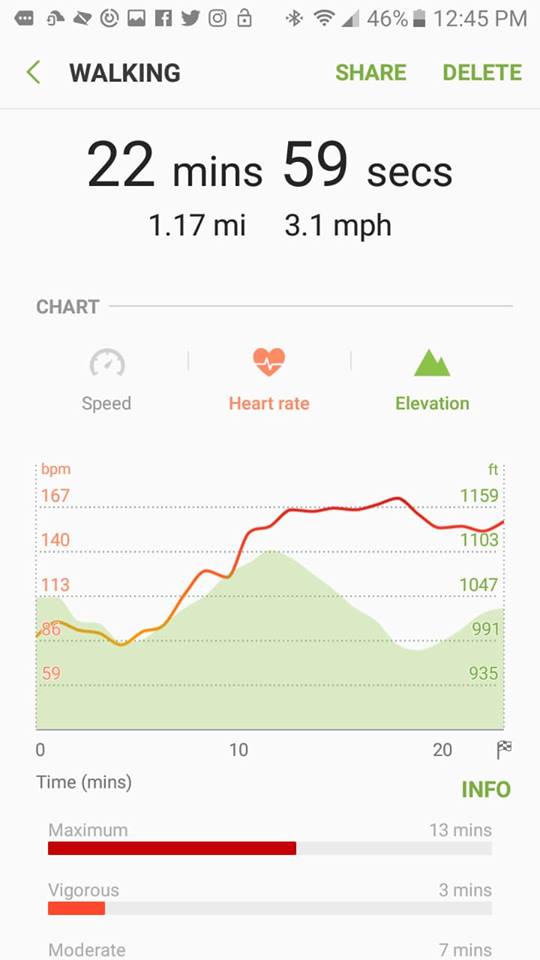 46% 12:45 PM
WALKING SHARE DELETE
22 mins 59 secs
1.17 mi 3.1 mph
CHART
Speed Heart rate Elevation
bpm ft
167 1159
140 1103
113 1047
86 991
59 935
0 10 20
Time (mins)
INFO
Maximum 13 mins
Vigorous 3 mins
Moderate 7 mins